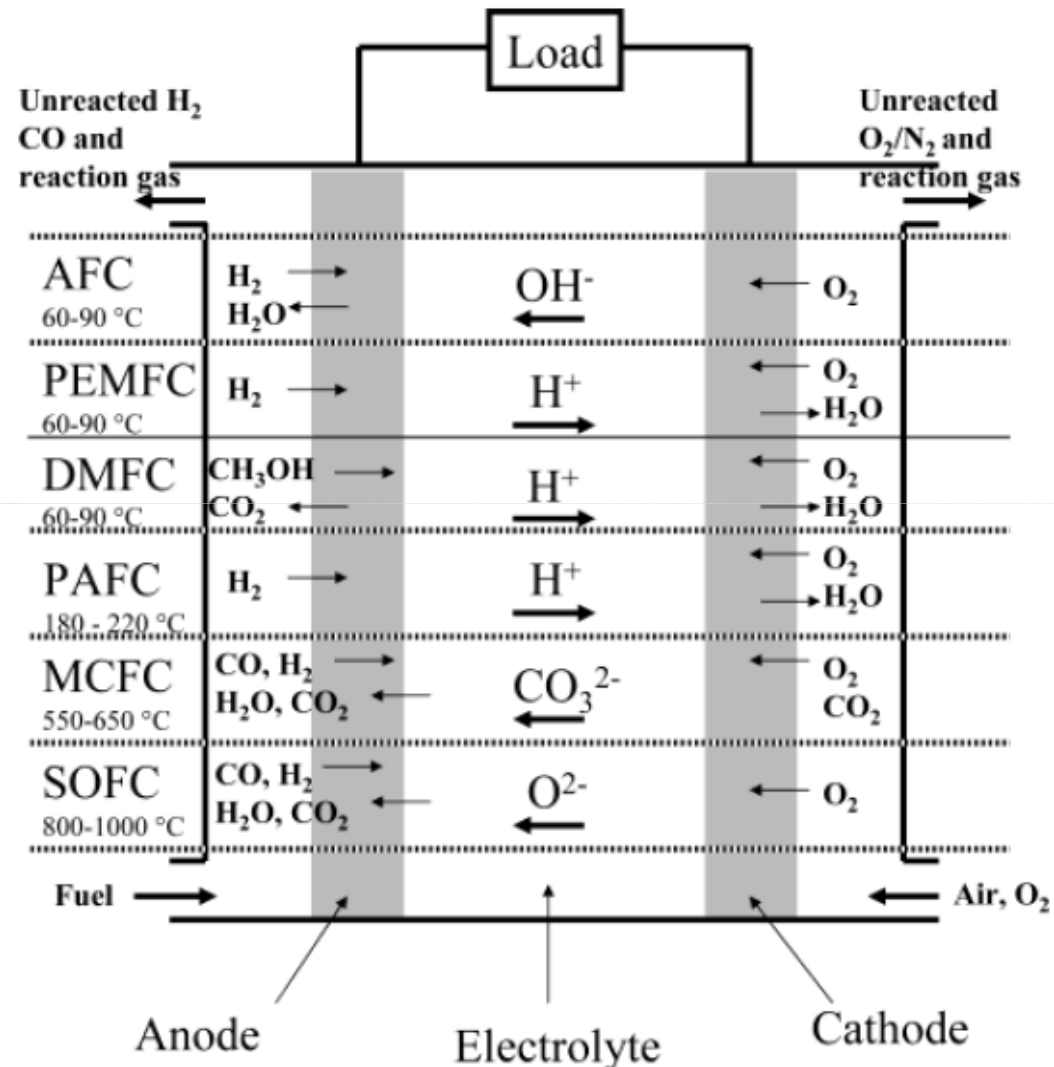 Load
Unreacted H₂
CO and
reaction gas
Unreacted
O₂/N₂ and
reaction gas
AFC
60-90 °C
H₂
H₂O
OH⁻
O₂
PEMFC
60-90 °C
H₂
H⁺
O₂
H₂O
DMFC
60-90 °C
CH₃OH
CO₂
H⁺
O₂
H₂O
PAFC
180 - 220 °C
H₂
H⁺
O₂
H₂O
MCFC
550-650 °C
CO, H₂
H₂O, CO₂
CO₃²⁻
O₂
CO₂
SOFC
800-1000 °C
CO, H₂
H₂O, CO₂
O²⁻
O₂
Fuel
Air, O₂
Anode
Electrolyte
Cathode